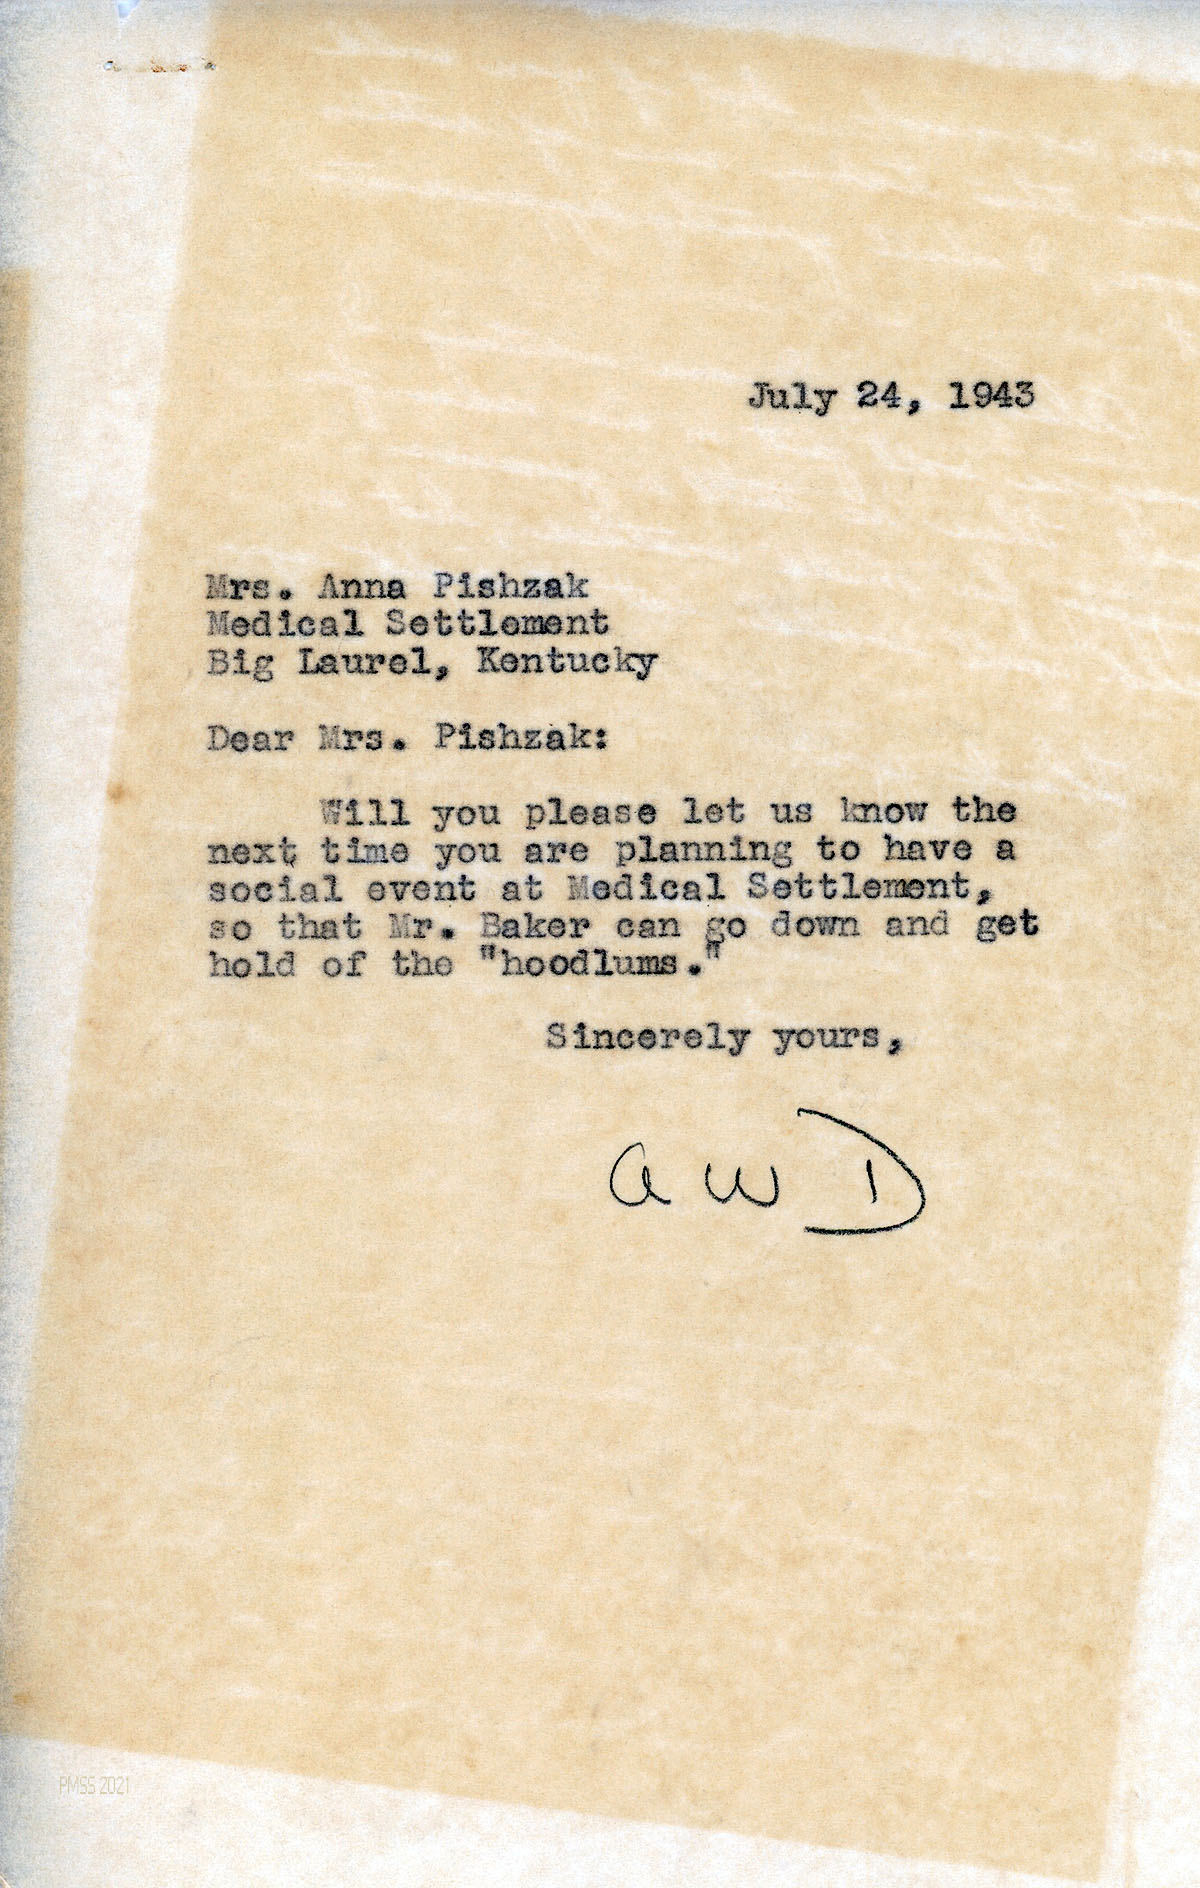 July 24, 1943
Mrs. Anna Pishzak
Medical Settlement
Big Laurel, Kentucky
Dear Mrs. Pishzak:
Will you please let us know the
next time you are planning to have a
social event at Medical Settlement,
so that Mr. Baker can go down and get
hold of the "hoodlums."
Sincerely yours,
a w D
PMSS 2021